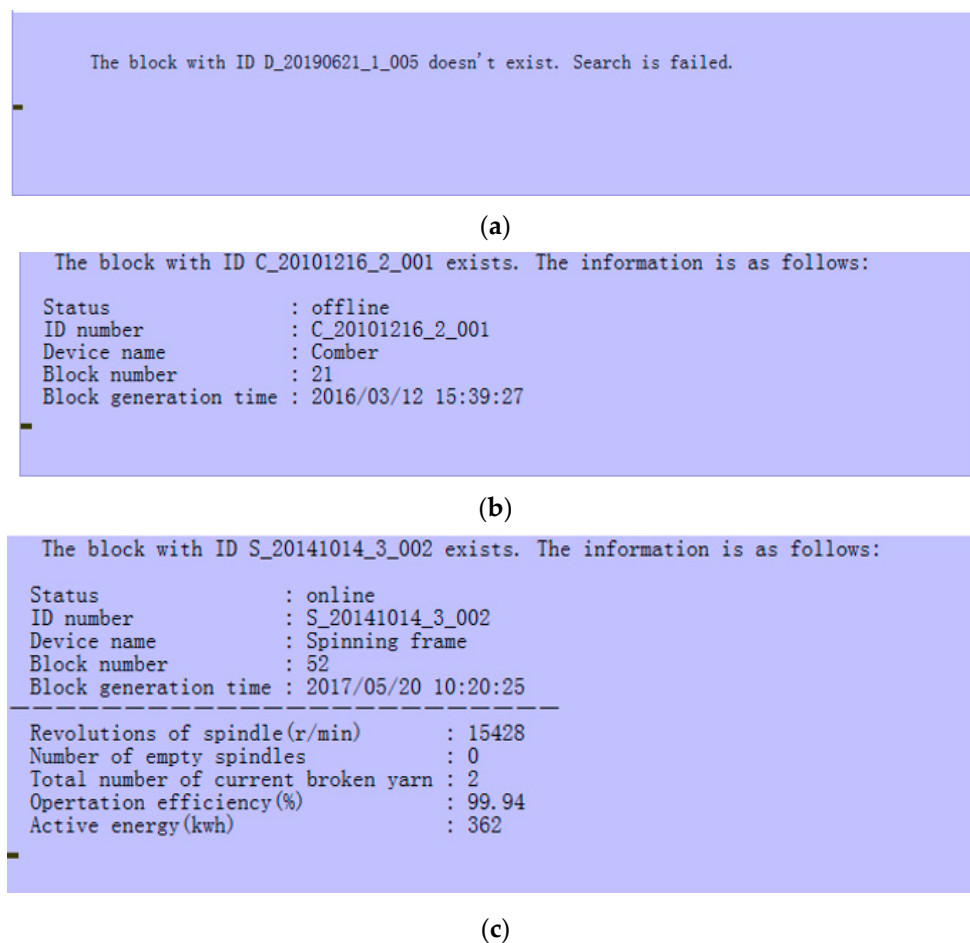 The block with ID D_20190621_1_005 doesn't exist. Search is failed.
(a)
The block with ID C_20101216_2_001 exists. The information is as follows:
Status : offline
ID number : C_20101216_2_001
Device name : Comber
Block number : 21
Block generation time : 2016/03/12 15:39:27
(b)
The block with ID S_20141014_3_002 exists. The information is as follows:
Status : online
ID number : S_20141014_3_002
Device name : Spinning frame
Block number : 52
Block generation time : 2017/05/20 10:20:25
Revolutions of spindle(r/min) : 15428
Number of empty spindles : 0
Total number of current broken yarn : 2
Opertation efficiency(%) : 99.94
Active energy(kwh) : 362
(c)